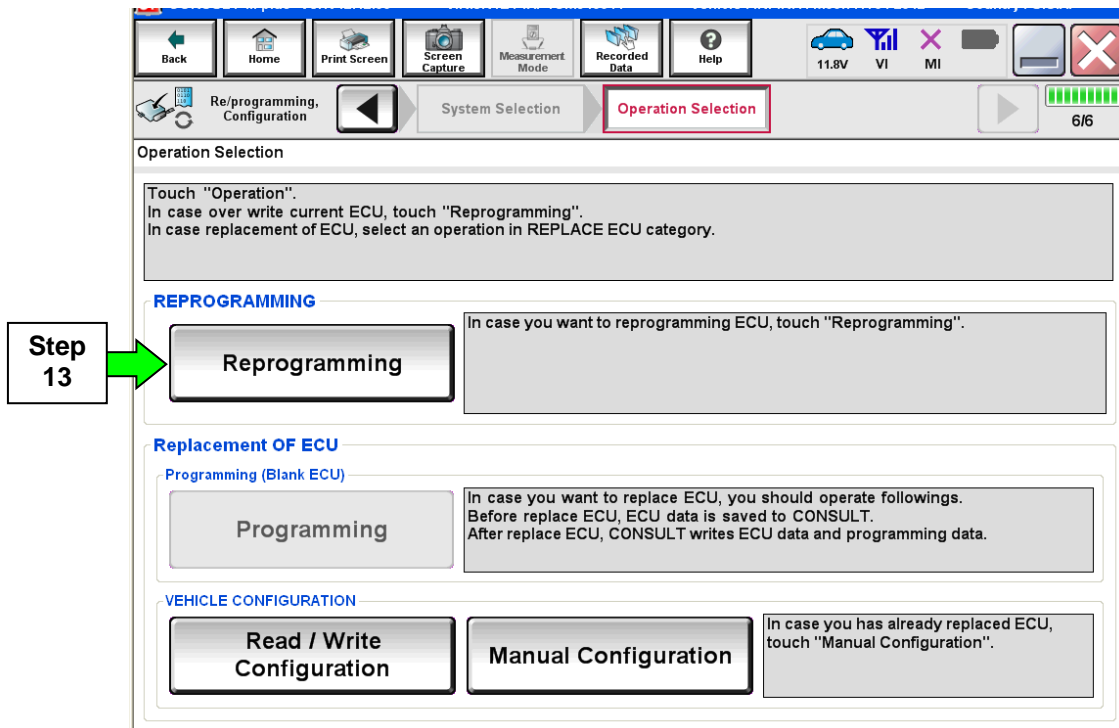 Back
Home
Print Screen
Screen
Capture
Measurement
Mode
Recorded
Data
Help
11.8V
VI
MI
Re/programming,
Configuration
System Selection
Operation Selection
6/6
Operation Selection
Touch "Operation".
In case over write current ECU, touch "Reprogramming".
In case replacement of ECU, select an operation in REPLACE ECU category.
REPROGRAMMING
Step
13
Reprogramming
In case you want to reprogramming ECU, touch "Reprogramming".
Replacement OF ECU
Programming (Blank ECU)
Programming
In case you want to replace ECU, you should operate followings.
Before replace ECU, ECU data is saved to CONSULT.
After replace ECU, CONSULT writes ECU data and programming data.
VEHICLE CONFIGURATION
Read / Write
Configuration
Manual Configuration
In case you has already replaced ECU,
touch "Manual Configuration".